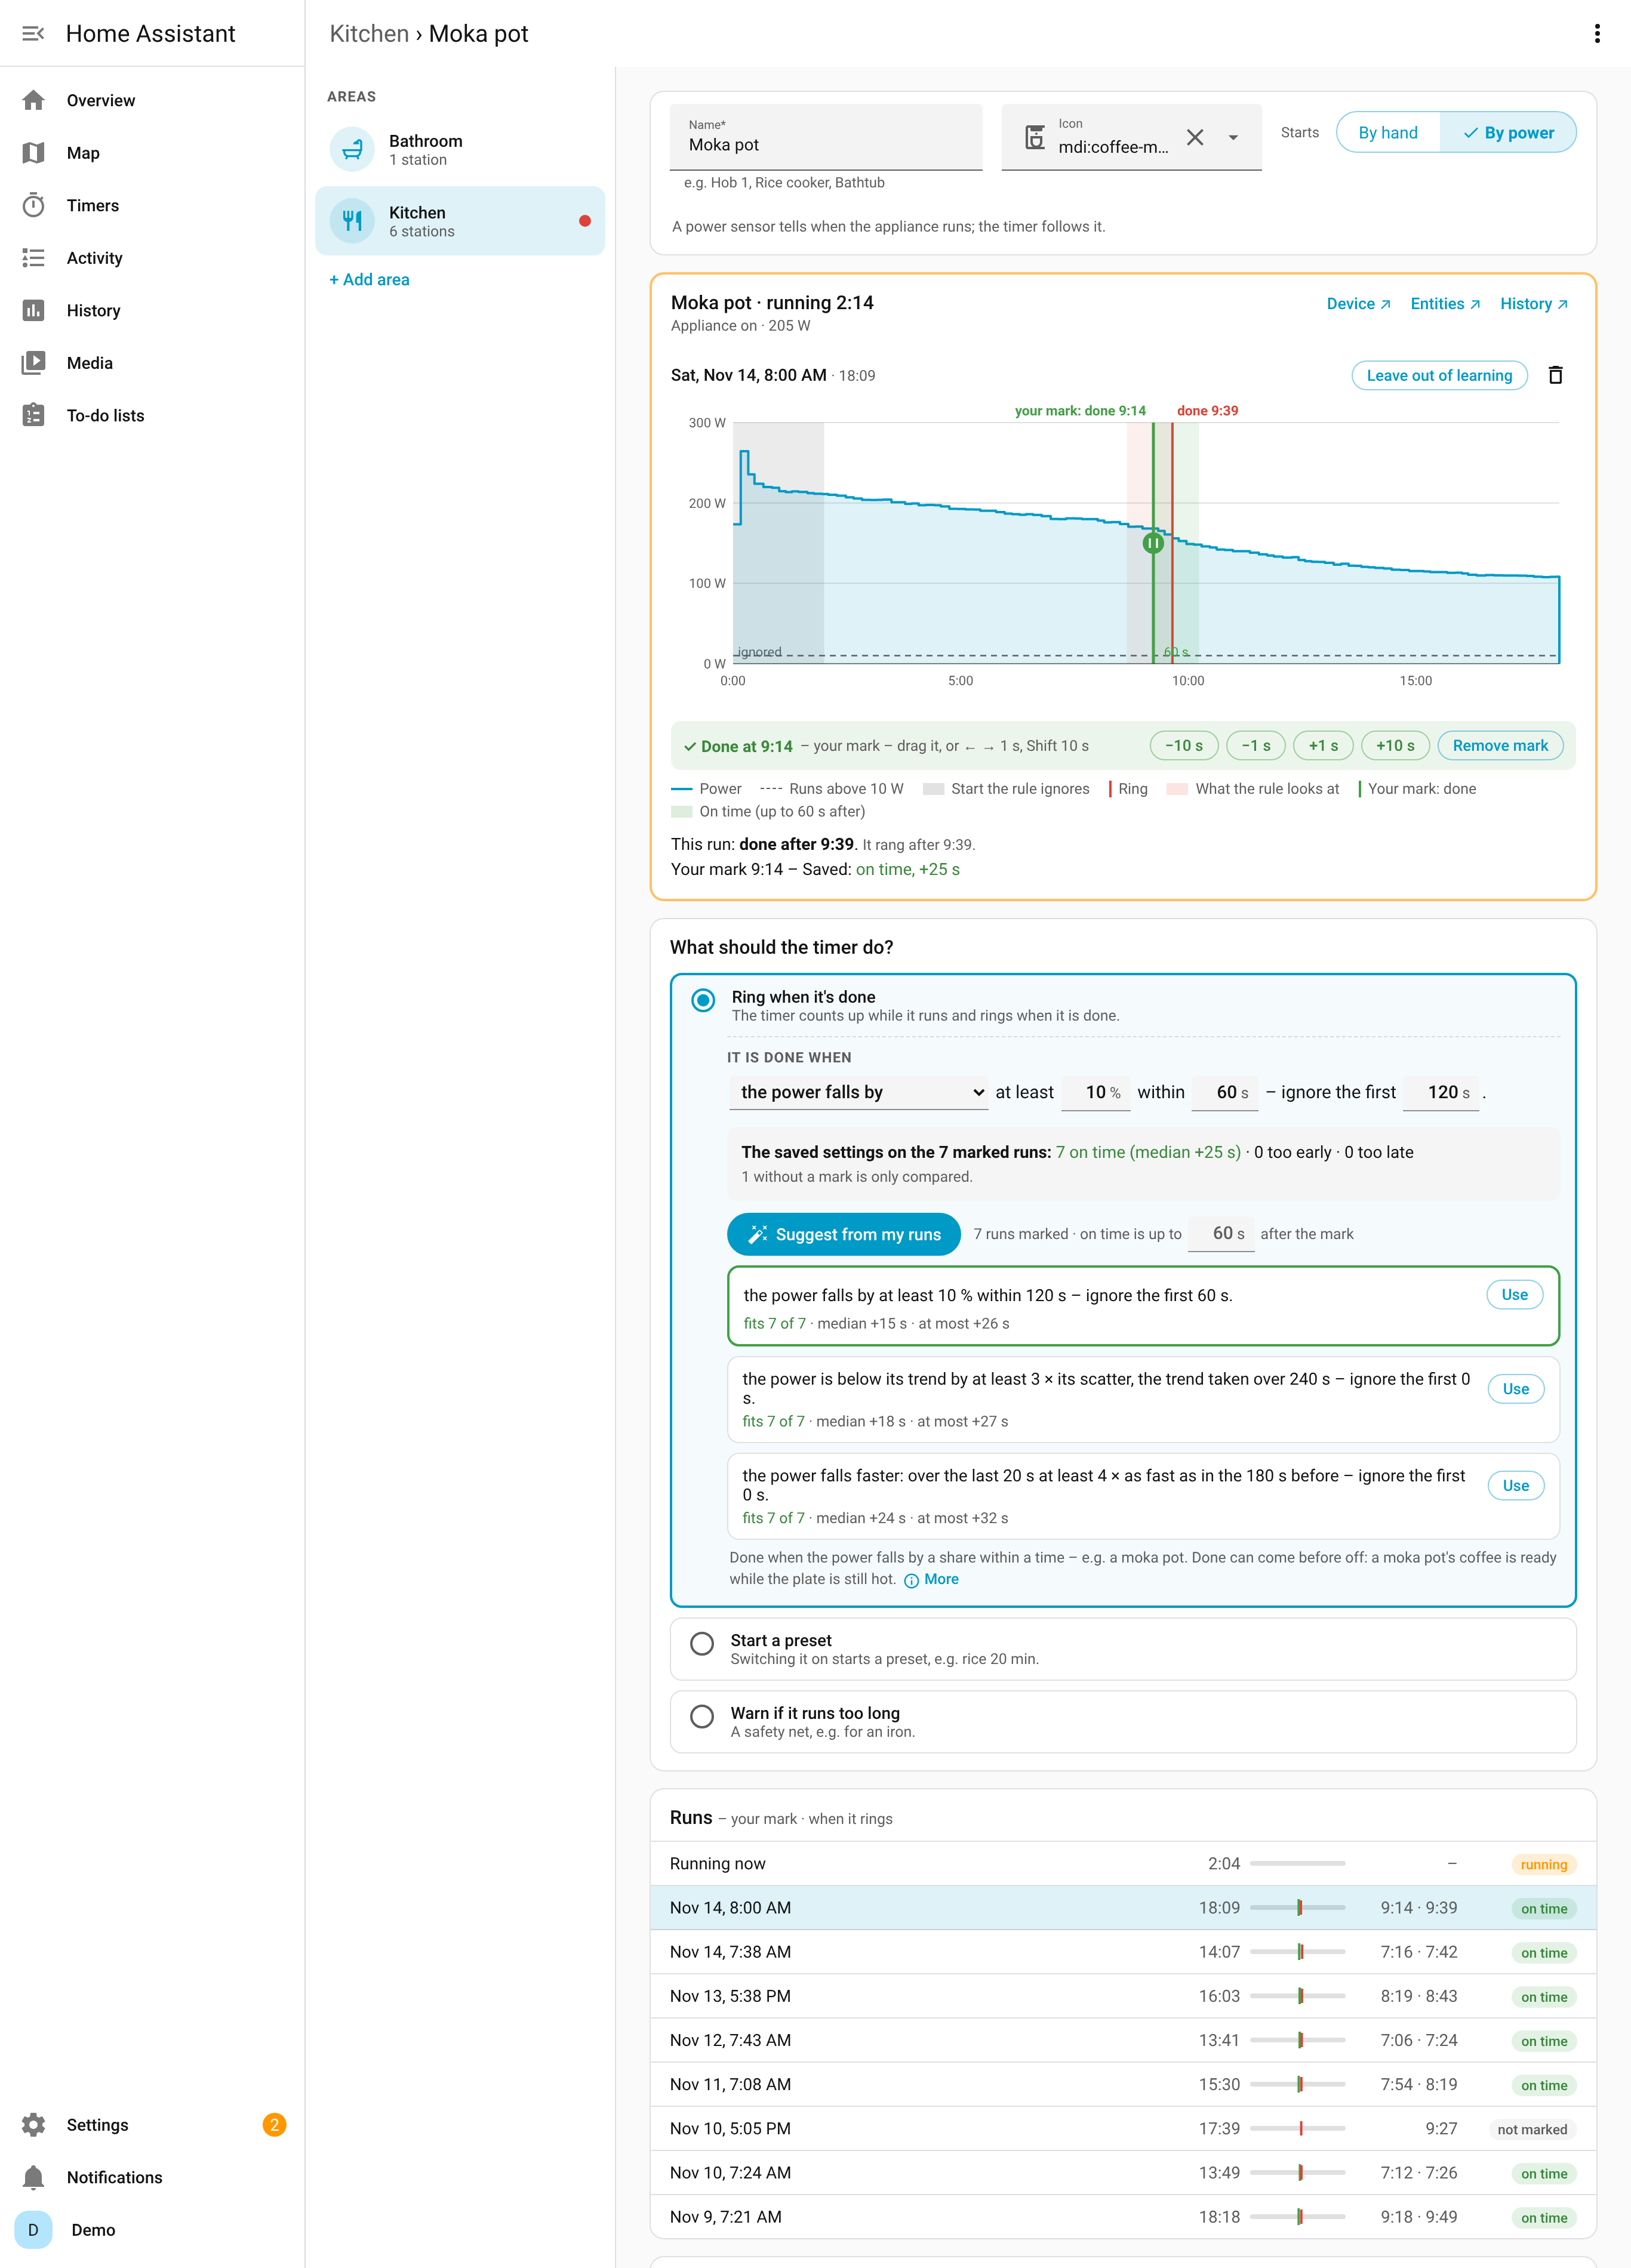 Home Assistant
Kitchen › Moka pot
Overview
Map
Timers
Activity
History
Media
To-do lists
Settings
2
Notifications
D
Demo
AREAS
Bathroom
1 station
Kitchen
6 stations
+ Add area
Name*
Moka pot
e.g. Hob 1, Rice cooker, Bathtub
Icon
mdi:coffee-m...
Starts
By hand
By power
A power sensor tells when the appliance runs; the timer follows it.
Moka pot · running 2:14
Appliance on · 205 W
Device
Entities
History
Sat, Nov 14, 8:00 AM · 18:09
Leave out of learning
your mark: done 9:14
done 9:39
300 W
200 W
100 W
0 W
ignored
60 s
0:00
5:00
10:00
15:00
Done at 9:14 – your mark – drag it, or ← → 1 s, Shift 10 s
−10 s
−1 s
+1 s
+10 s
Remove mark
Power
Runs above 10 W
Start the rule ignores
Ring
What the rule looks at
Your mark: done
On time (up to 60 s after)
This run: done after 9:39. It rang after 9:39.
Your mark 9:14 – Saved: on time, +25 s
What should the timer do?
Ring when it's done
The timer counts up while it runs and rings when it is done.
IT IS DONE WHEN
the power falls by at least 10 % within 60 s – ignore the first 120 s .
The saved settings on the 7 marked runs: 7 on time (median +25 s) · 0 too early · 0 too late
1 without a mark is only compared.
Suggest from my runs
7 runs marked · on time is up to 60 s after the mark
the power falls by at least 10 % within 120 s – ignore the first 60 s.
Use
fits 7 of 7 · median +15 s · at most +26 s
the power is below its trend by at least 3 × its scatter, the trend taken over 240 s – ignore the first 0
s.
Use
fits 7 of 7 · median +18 s · at most +27 s
the power falls faster: over the last 20 s at least 4 × as fast as in the 180 s before – ignore the first
0 s.
Use
fits 7 of 7 · median +24 s · at most +32 s
Done when the power falls by a share within a time – e.g. a moka pot. Done can come before off: a moka pot's coffee is ready
while the plate is still hot. More
Start a preset
Switching it on starts a preset, e.g. rice 20 min.
Warn if it runs too long
A safety net, e.g. for an iron.
Runs – your mark · when it rings
Running now 2:04 – running
Nov 14, 8:00 AM 18:09 9:14 · 9:39 on time
Nov 14, 7:38 AM 14:07 7:16 · 7:42 on time
Nov 13, 5:38 PM 16:03 8:19 · 8:43 on time
Nov 12, 7:43 AM 13:41 7:06 · 7:24 on time
Nov 11, 7:08 AM 15:30 7:54 · 8:19 on time
Nov 10, 5:05 PM 17:39 9:27 not marked
Nov 10, 7:24 AM 13:49 7:12 · 7:26 on time
Nov 9, 7:21 AM 18:18 9:18 · 9:49 on time